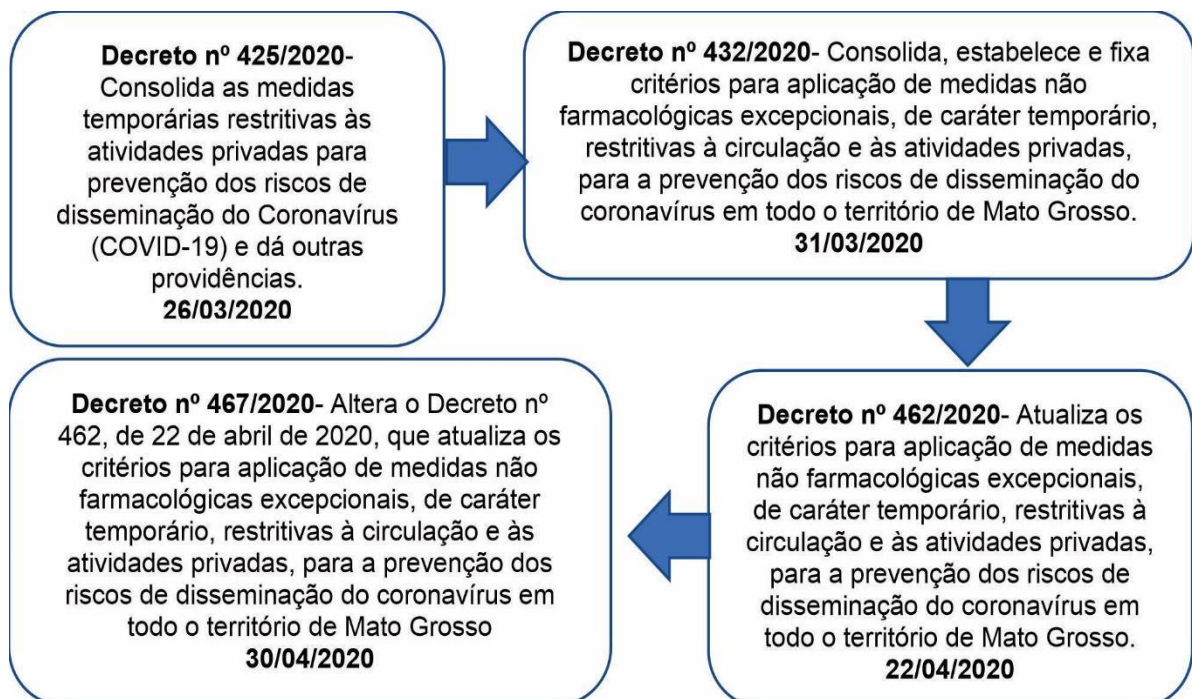 Decreto nº 425/2020-
Consolida as medidas
temporárias restritivas às
atividades privadas para
prevenção dos riscos de
disseminação do Coronavírus
(COVID-19) e dá outras
providências.
26/03/2020
Decreto nº 432/2020- Consolida, estabelece e fixa
critérios para aplicação de medidas não
farmacológicas excepcionais, de caráter temporário,
restritivas à circulação e às atividades privadas,
para a prevenção dos riscos de disseminação do
coronavírus em todo o território de Mato Grosso.
31/03/2020
Decreto nº 462/2020- Atualiza os
critérios para aplicação de medidas
não farmacológicas excepcionais,
de caráter temporário, restritivas à
circulação e às atividades privadas,
para a prevenção dos riscos de
disseminação do coronavírus em
todo o território de Mato Grosso.
22/04/2020
Decreto nº 467/2020- Altera o Decreto nº
462, de 22 de abril de 2020, que atualiza os
critérios para aplicação de medidas não
farmacológicas excepcionais, de caráter
temporário, restritivas à circulação e às
atividades privadas, para a prevenção dos
riscos de disseminação do coronavírus em
todo o território de Mato Grosso
30/04/2020